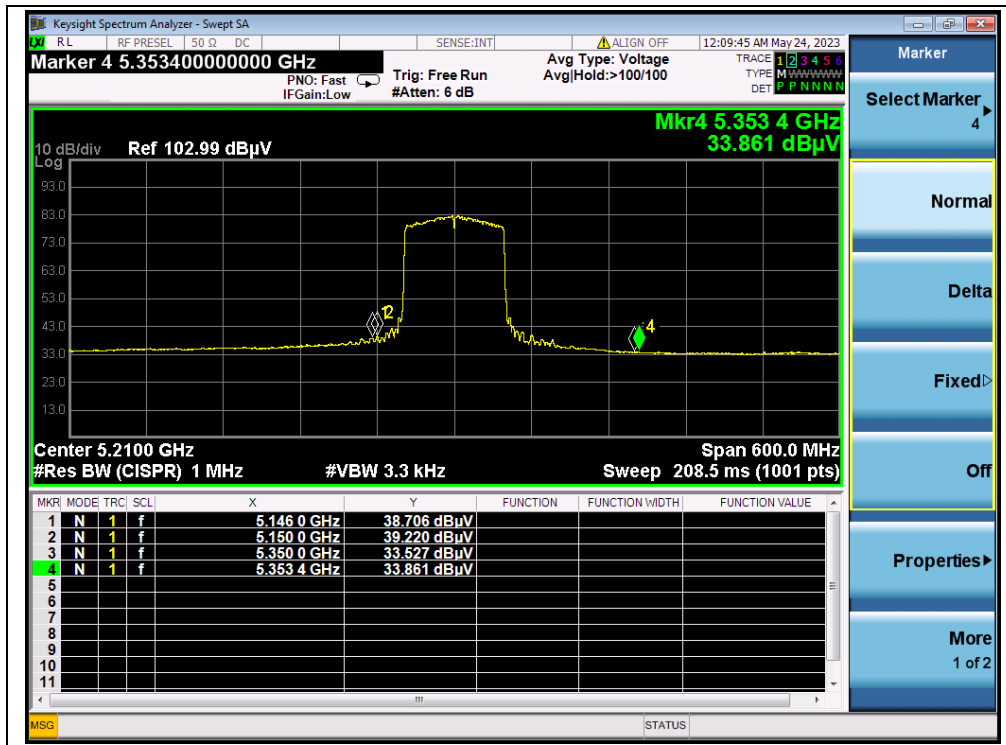 Keysight Spectrum Analyzer - Swept SA
LXI RL RF PRESEL 50 Ω DC SENSE:INT ALIGN OFF 12:09:45 AM May 24, 2023
Marker 4 5.353400000000 GHz
PNO: Fast
IFGain:Low
Trig: Free Run
#Atten: 6 dB
Avg Type: Voltage
Avg|Hold:>100/100
TRACE 1 2 3 4 5 6
TYPE M W W W W W
DET P P N N N N
Mkr4 5.353 4 GHz
33.861 dBµV
10 dB/div Ref 102.99 dBµV
Log
93.0
83.0
73.0
63.0
53.0
43.0
33.0
23.0
13.0
2
4
Center 5.2100 GHz Span 600.0 MHz
#Res BW (CISPR) 1 MHz #VBW 3.3 kHz Sweep 208.5 ms (1001 pts)
MKR MODE TRC SCL X Y FUNCTION FUNCTION WIDTH FUNCTION VALUE
1 N 1 f 5.146 0 GHz 38.706 dBµV
2 N 1 f 5.150 0 GHz 39.220 dBµV
3 N 1 f 5.350 0 GHz 33.527 dBµV
4 N 1 f 5.353 4 GHz 33.861 dBµV
5
6
7
8
9
10
11
MSG STATUS
Marker
Select Marker
4
Normal
Delta
Fixed
Off
Properties
More
1 of 2